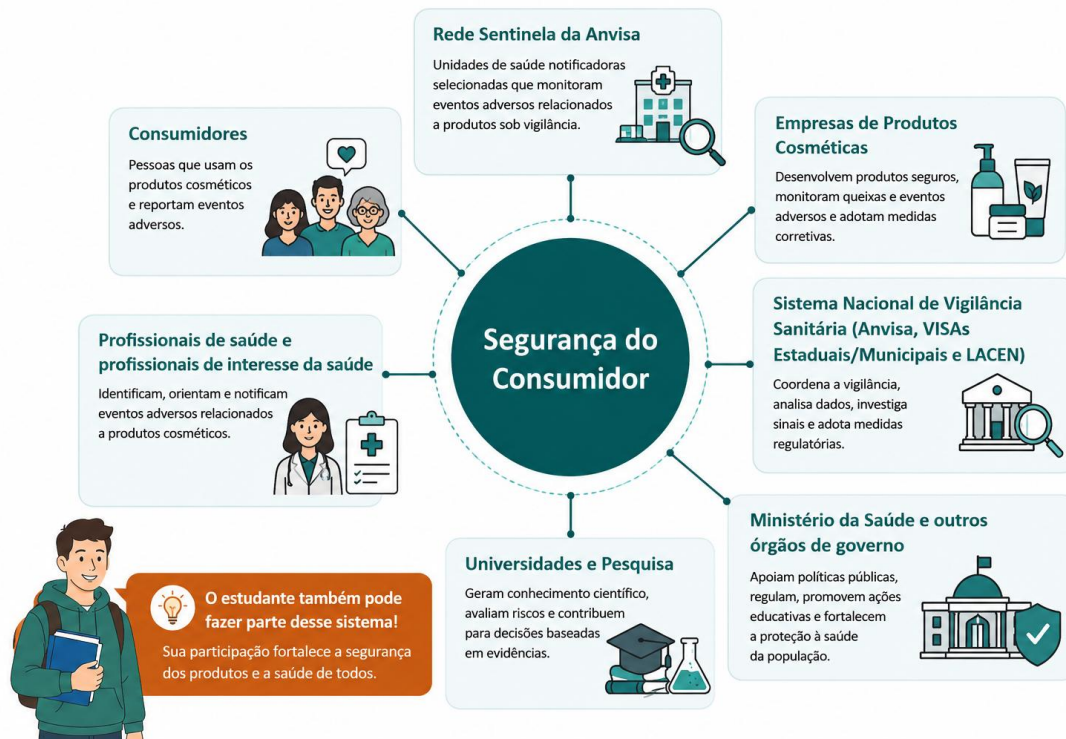 Rede Sentinela da Anvisa
Unidades de saúde notificadoras
selecionadas que monitoram
eventos adversos relacionados
a produtos sob vigilância.
Consumidores
Pessoas que usam os
produtos cosméticos
e reportam eventos
adversos.
Empresas de Produtos
Cosméticas
Desenvolvem produtos seguros,
monitoram queixas e eventos
adversos e adotam medidas
corretivas.
Segurança do
Consumidor
Profissionais de saúde e
profissionais de interesse da saúde
Identificam, orientam e notificam
eventos adversos relacionados
a produtos cosméticos.
Sistema Nacional de Vigilância
Sanitária (Anvisa, VISAs
Estaduais/Municipais e LACEN)
Coordena a vigilância,
analisa dados, investiga
sinais e adota medidas
regulatórias.
Universidades e Pesquisa
Geram conhecimento científico,
avaliam riscos e contribuem
para decisões baseadas
em evidências.
Ministério da Saúde e outros
órgãos de governo
Apoiam políticas públicas,
regulam, promovem ações
educativas e fortalecem
a proteção à saúde
da população.
O estudante também pode
fazer parte desse sistema!
Sua participação fortalece a segurança
dos produtos e a saúde de todos.